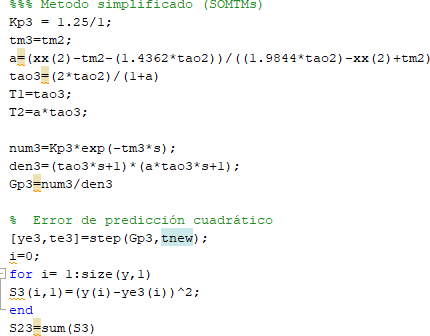 %%% Metodo simplificado (SOMTMs)
Kp3 = 1.25/1;
tm3=tm2;
a=(xx(2)-tm2-(1.4362*tao2))/((1.9844*tao2)-xx(2)+tm2)
tao3=(2*tao2)/(1+a)
T1=tao3;
T2=a*tao3;
num3=Kp3*exp(-tm3*s);
den3=(tao3*s+1)*(a*tao3*s+1);
Gp3=num3/den3
%  Error de predicción cuadrático
[ye3,te3]=step(Gp3,tnew);
i=0;
for i= 1:size(y,1)
S3(i,1)=(y(i)-ye3(i))^2;
end
S23=sum(S3)